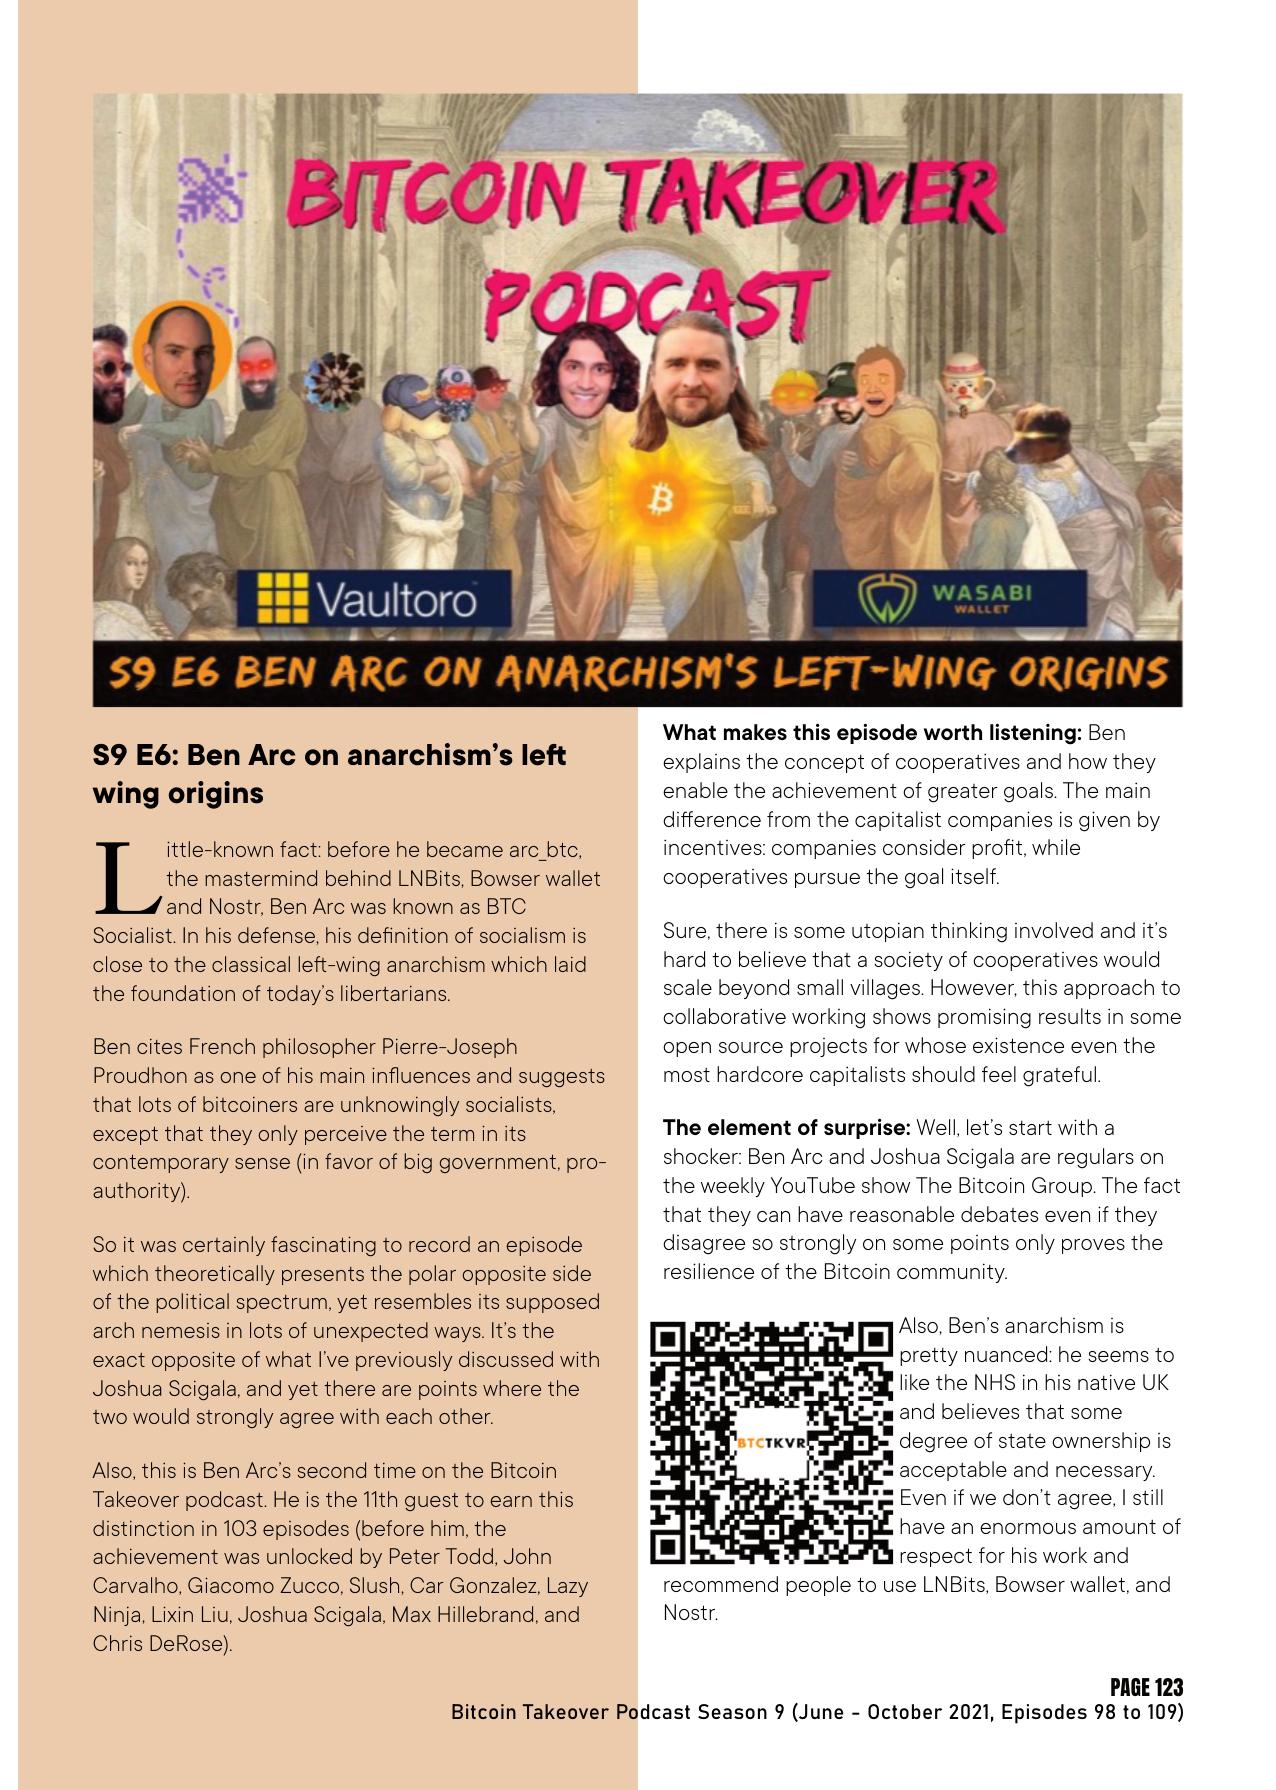 BITCOIN TAKEOVER
PODCAST
Vaultoro
WASABI
WALLET
S9 E6 BEN ARC ON ANARCHISM'S LEFT-WING ORIGINS
S9 E6: Ben Arc on anarchism's left
wing origins
Little-known fact: before he became arc_btc,
the mastermind behind LNBits, Bowser wallet
and Nostr, Ben Arc was known as BTC
Socialist. In his defense, his definition of socialism is
close to the classical left-wing anarchism which laid
the foundation of today's libertarians.
Ben cites French philosopher Pierre-Joseph
Proudhon as one of his main influences and suggests
that lots of bitcoiners are unknowingly socialists,
except that they only perceive the term in its
contemporary sense (in favor of big government, pro-
authority).
So it was certainly fascinating to record an episode
which theoretically presents the polar opposite side
of the political spectrum, yet resembles its supposed
arch nemesis in lots of unexpected ways. It's the
exact opposite of what I've previously discussed with
Joshua Scigala, and yet there are points where the
two would strongly agree with each other.
Also, this is Ben Arc's second time on the Bitcoin
Takeover podcast. He is the 11th guest to earn this
distinction in 103 episodes (before him, the
achievement was unlocked by Peter Todd, John
Carvalho, Giacomo Zucco, Slush, Car Gonzalez, Lazy
Ninja, Lixin Liu, Joshua Scigala, Max Hillebrand, and
Chris DeRose).
What makes this episode worth listening: Ben
explains the concept of cooperatives and how they
enable the achievement of greater goals. The main
difference from the capitalist companies is given by
incentives: companies consider profit, while
cooperatives pursue the goal itself.
Sure, there is some utopian thinking involved and it's
hard to believe that a society of cooperatives would
scale beyond small villages. However, this approach to
collaborative working shows promising results in some
open source projects for whose existence even the
most hardcore capitalists should feel grateful.
The element of surprise: Well, let's start with a
shocker: Ben Arc and Joshua Scigala are regulars on
the weekly YouTube show The Bitcoin Group. The fact
that they can have reasonable debates even if they
disagree so strongly on some points only proves the
resilience of the Bitcoin community.
Also, Ben's anarchism is
pretty nuanced: he seems to
like the NHS in his native UK
and believes that some
degree of state ownership is
acceptable and necessary.
Even if we don't agree, I still
have an enormous amount of
respect for his work and
recommend people to use LNBits, Bowser wallet, and
Nostr.
BTCTKVR
PAGE 123
Bitcoin Takeover Podcast Season 9 (June - October 2021, Episodes 98 to 109)